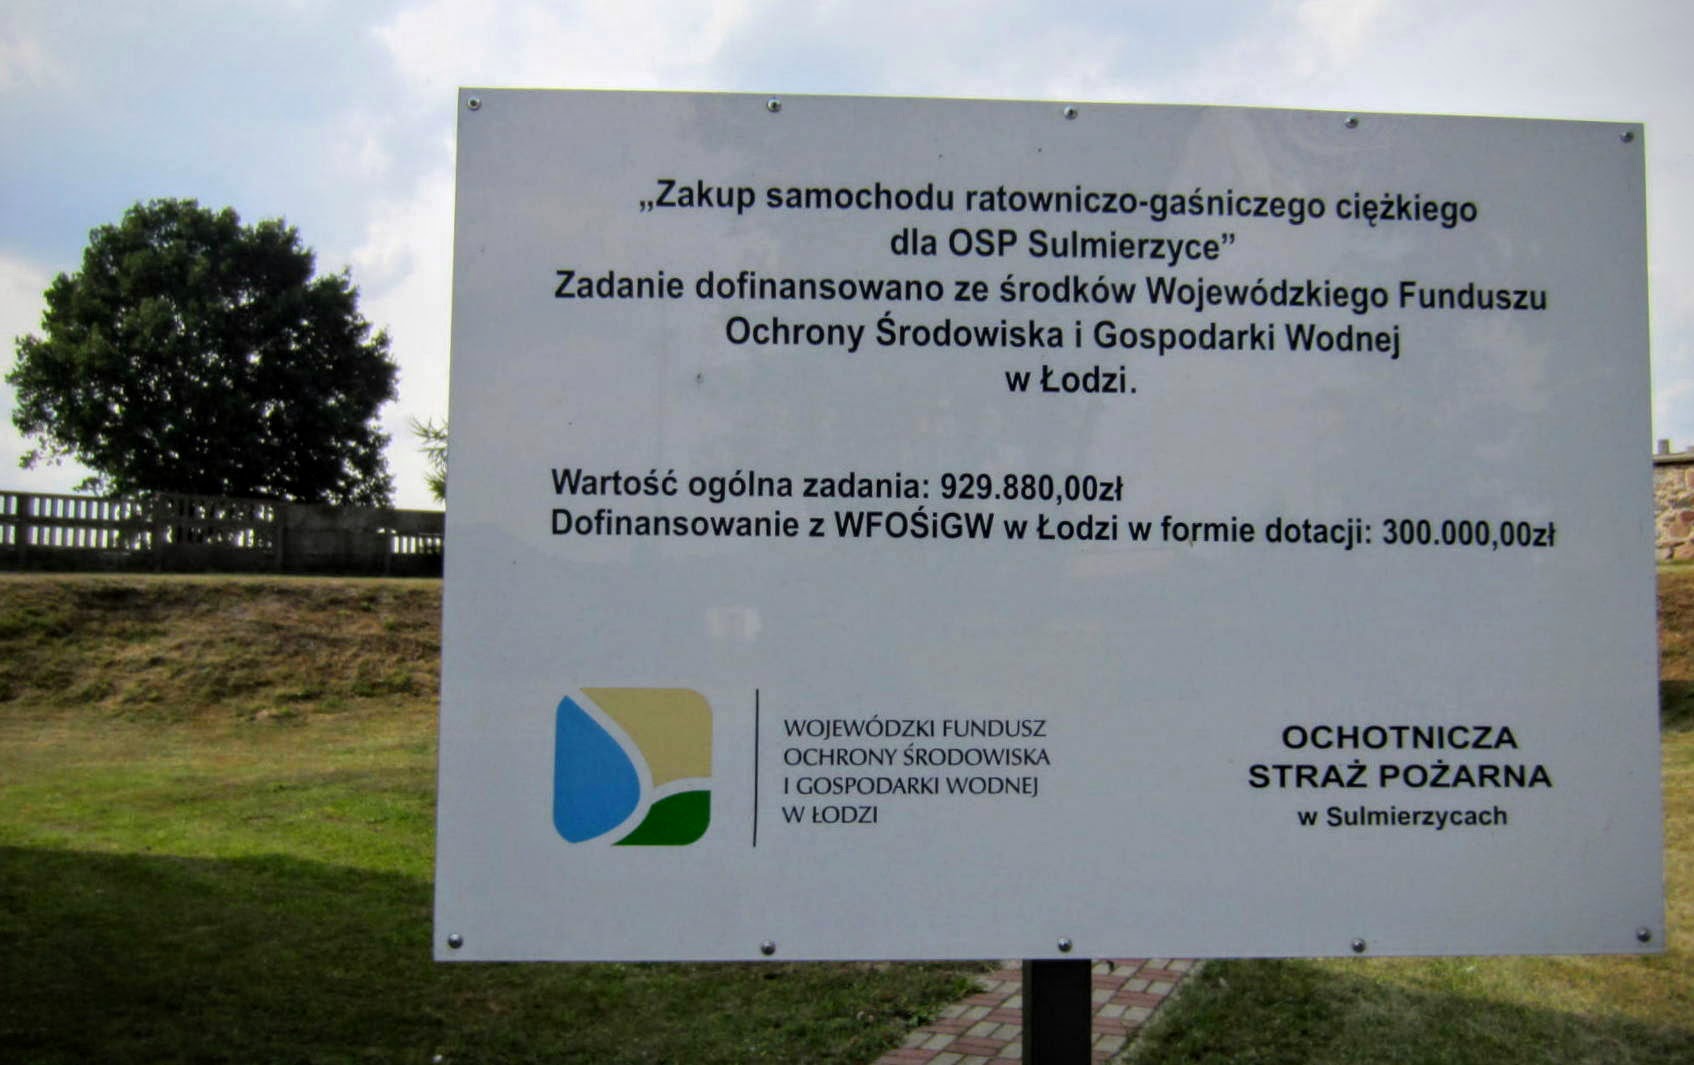 „Zakup samochodu ratowniczo-gaśniczego ciężkiego
dla OSP Sulmierzyce”
Zadanie dofinansowano ze środków Wojewódzkiego Funduszu
Ochrony Środowiska i Gospodarki Wodnej
w Łodzi.
Wartość ogólna zadania: 929.880,00zł
Dofinansowanie z WFOŚiGW w Łodzi w formie dotacji: 300.000,00zł
WOJEWÓDZKI FUNDUSZ
OCHRONY ŚRODOWISKA
I GOSPODARKI WODNEJ
W ŁODZI
OCHOTNICZA
STRAŻ POŻARNA
w Sulmierzycach